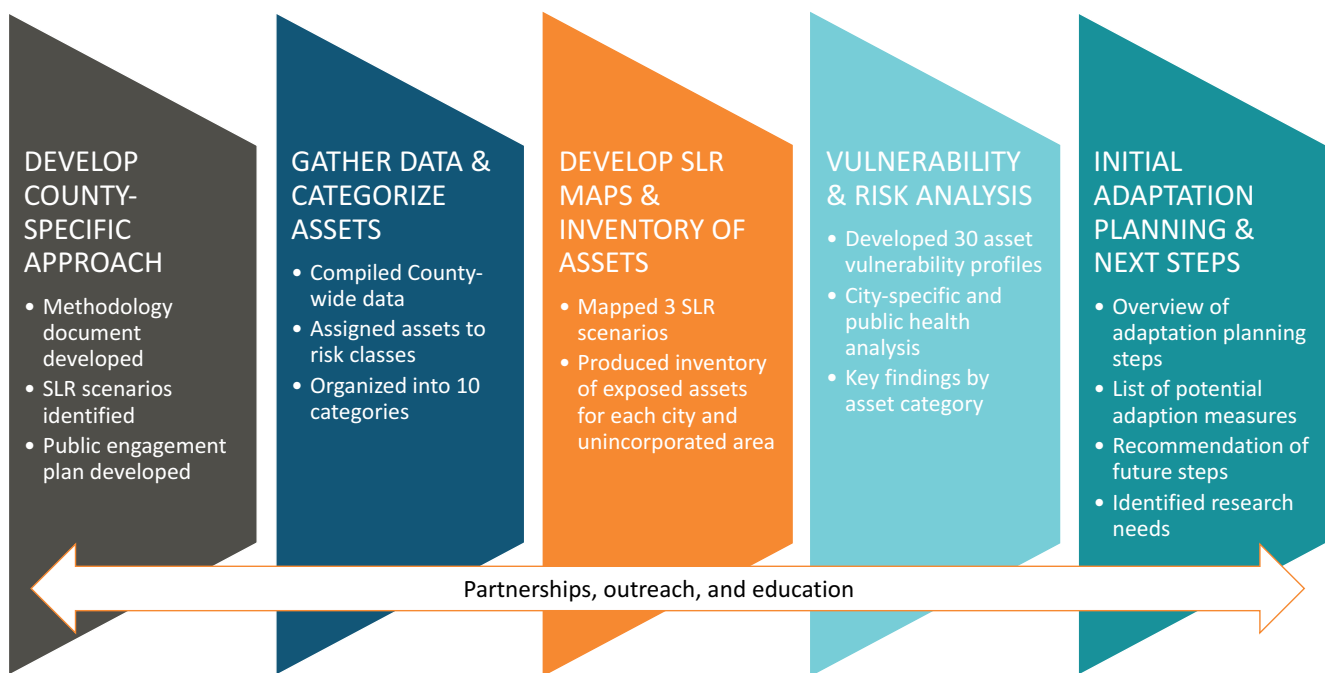 DEVELOP
COUNTY-
SPECIFIC
APPROACH
• Methodology
document
developed
• SLR scenarios
identified
• Public engagement
plan developed
GATHER DATA &
CATEGORIZE
ASSETS
• Compiled County-
wide data
• Assigned assets to
risk classes
• Organized into 10
categories
DEVELOP SLR
MAPS &
INVENTORY OF
ASSETS
• Mapped 3 SLR
scenarios
• Produced inventory
of exposed assets
for each city and
unincorporated area
VULNERABILITY
& RISK ANALYSIS
• Developed 30 asset
vulnerability profiles
• City-specific and
public health
analysis
• Key findings by
asset category
INITIAL
ADAPTATION
PLANNING &
NEXT STEPS
• Overview of
adaptation planning
steps
• List of potential
adaption measures
• Recommendation of
future steps
• Identified research
needs
Partnerships, outreach, and education